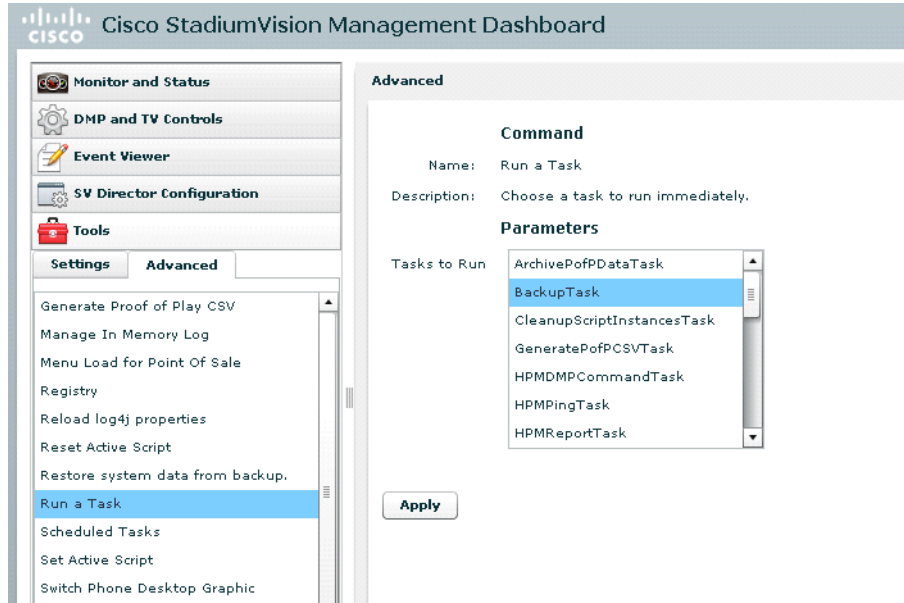 CISCO Cisco StadiumVision Management Dashboard
Monitor and Status
DMP and TV Controls
Event Viewer
SV Director Configuration
Tools
Settings Advanced
Generate Proof of Play CSV
Manage In Memory Log
Menu Load for Point Of Sale
Registry
Reload log4j properties
Reset Active Script
Restore system data from backup.
Run a Task
Scheduled Tasks
Set Active Script
Switch Phone Desktop Graphic
Advanced
Command
Name: Run a Task
Description: Choose a task to run immediately.
Parameters
Tasks to Run
ArchivePofPDataTask
BackupTask
CleanupScriptInstancesTask
GeneratePofPCSVTask
HPMDMPCommandTask
HPMPingTask
HPMReportTask
Apply